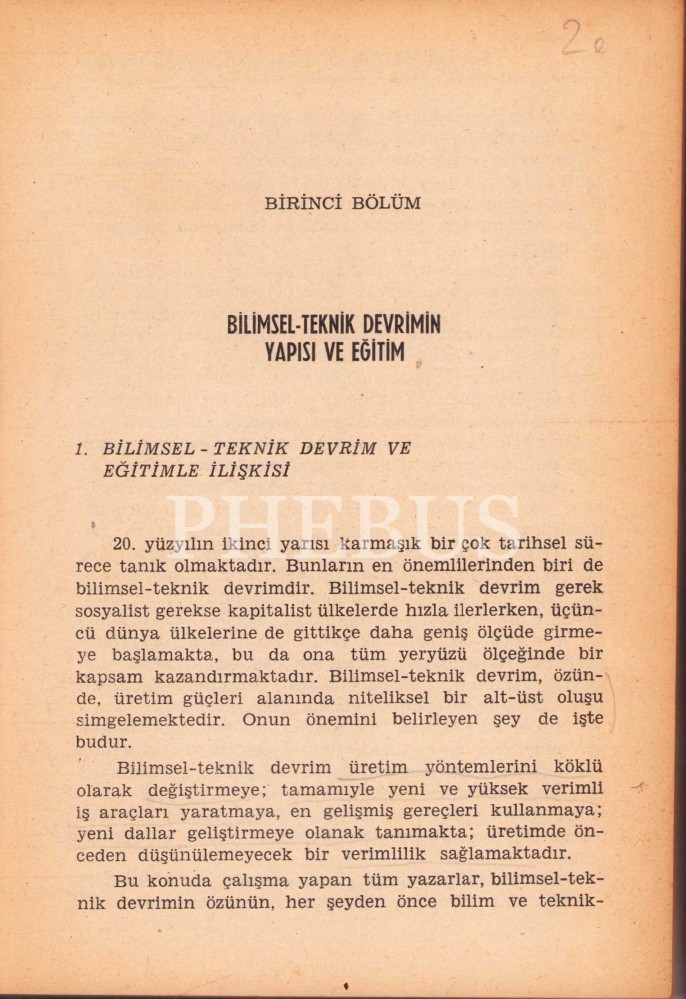 2e
BİRİNCİ BÖLÜM
BİLİMSEL-TEKNİK DEVRİMİN
YAPISI VE EĞİTİM
1. BİLİMSEL - TEKNİK DEVRİM VE
EĞİTİMLE İLİŞKİSİ
PHEBUS
20. yüzyılın ikinci yarısı karmaşık bir çok tarihsel sü-
rece tanık olmaktadır. Bunların en önemlilerinden biri de
bilimsel-teknik devrimdir. Bilimsel-teknik devrim gerek
sosyalist gerekse kapitalist ülkelerde hızla ilerlerken, üçün-
cü dünya ülkelerine de gittikçe daha geniş ölçüde girme-
ye başlamakta, bu da ona tüm yeryüzü ölçeğinde bir
kapsam kazandırmaktadır. Bilimsel-teknik devrim, özün-
de, üretim güçleri alanında niteliksel bir alt-üst oluşu
simgelemektedir. Onun önemini belirleyen şey de işte
budur.
Bilimsel-teknik devrim üretim yöntemlerini köklü
olarak değiştirmeye; tamamıyle yeni ve yüksek verimli
iş araçları yaratmaya, en gelişmiş gereçleri kullanmaya;
yeni dallar geliştirmeye olanak tanımakta; üretimde ön-
ceden düşünülemeyecek bir verimlilik sağlamaktadır.
Bu konuda çalışma yapan tüm yazarlar, bilimsel-tek-
nik devrimin özünün, her şeyden önce bilim ve teknik-